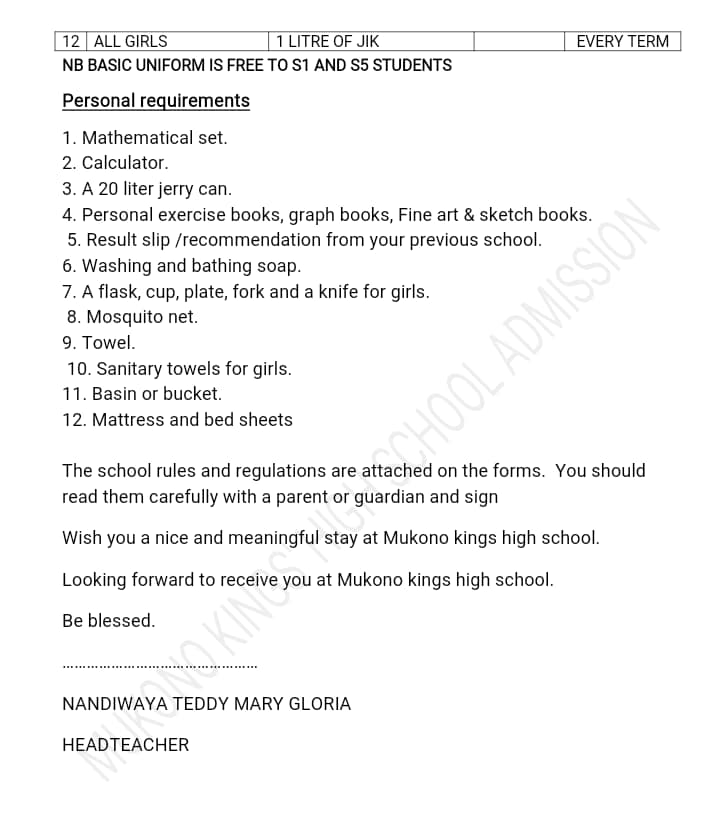 12 ALL GIRLS 1 LITRE OF JIK EVERY TERM
NB BASIC UNIFORM IS FREE TO S1 AND S5 STUDENTS
Personal requirements
1. Mathematical set.
2. Calculator.
3. A 20 liter jerry can.
4. Personal exercise books, graph books, Fine art & sketch books.
5. Result slip /recommendation from your previous school.
6. Washing and bathing soap.
7. A flask, cup, plate, fork and a knife for girls.
8. Mosquito net.
9. Towel.
10. Sanitary towels for girls.
11. Basin or bucket.
12. Mattress and bed sheets
The school rules and regulations are attached on the forms. You should
read them carefully with a parent or guardian and sign
Wish you a nice and meaningful stay at Mukono kings high school.
Looking forward to receive you at Mukono kings high school.
Be blessed.
NANDIWAYA TEDDY MARY GLORIA
HEADTEACHER
MUKONO KINGS HIGH SCHOOL ADMISSION